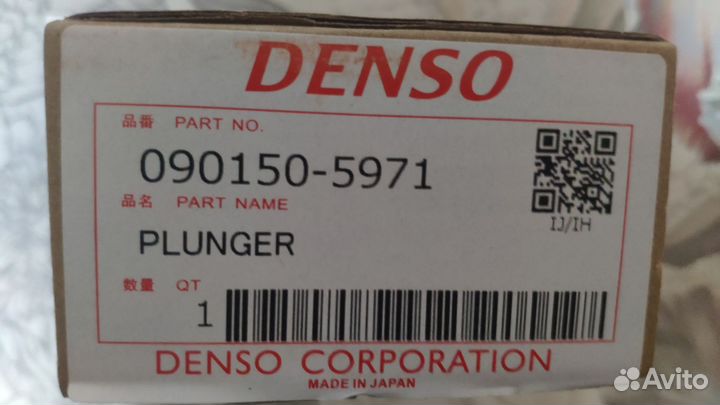 DENSO
品番 PART NO.
090150-5971
品名 PART NAME
IJ/IH
PLUNGER
数量 QT
1
DENSO CORPORATION
MADE IN JAPAN
Avito